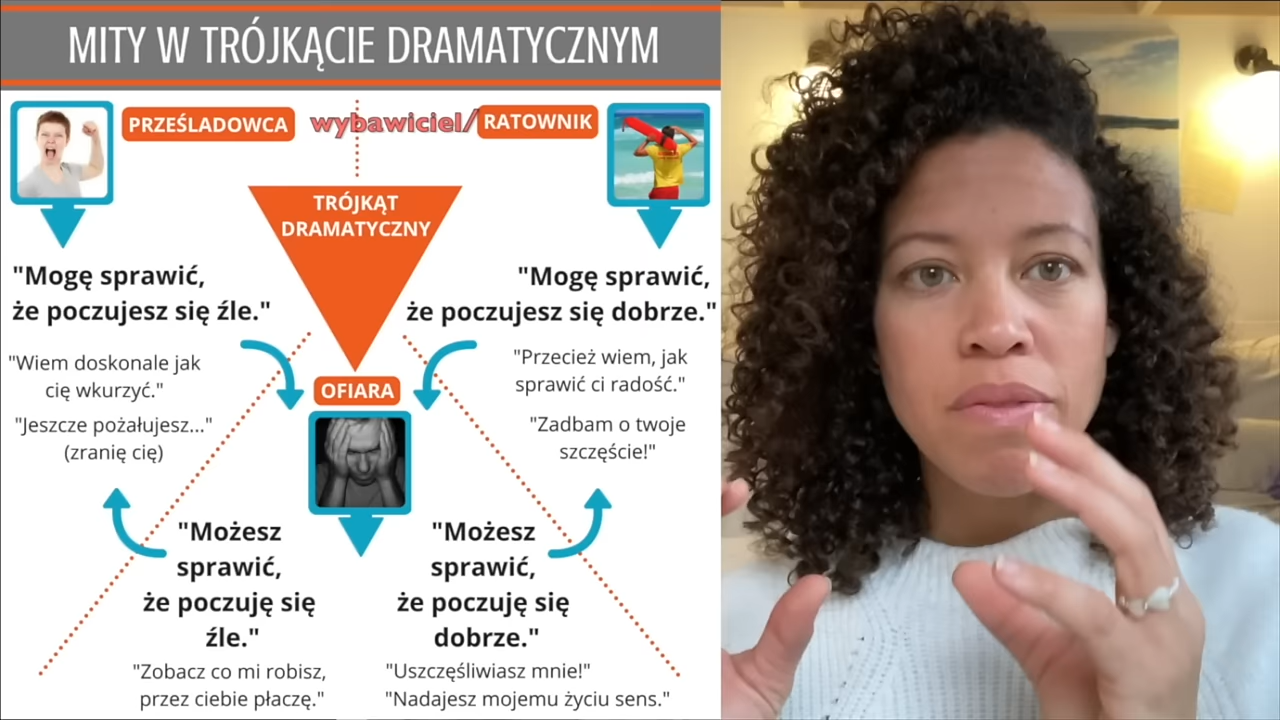 MITY W TRÓJKĄCIE DRAMATYCZNYM
PRZEŚLADOWCA
wybawiciel/RATOWNIK
TRÓJKĄT
DRAMATYCZNY
"Mogę sprawić,
że poczujesz się źle."
"Wiem doskonale jak
cię wkurzyć."
"Jeszcze pożałujesz..."
(zranię cię)
"Mogę sprawić,
że poczujesz się dobrze."
"Przecież wiem, jak
sprawić ci radość."
"Zadbam o twoje
szczęście!"
OFIARA
"Możesz
sprawić,
że poczuję się
źle."
"Zobacz co mi robisz,
przez ciebie płaczę."
"Możesz
sprawić,
że poczuję się
dobrze."
"Uszczęśliwiasz mnie!"
"Nadajesz mojemu życiu sens."